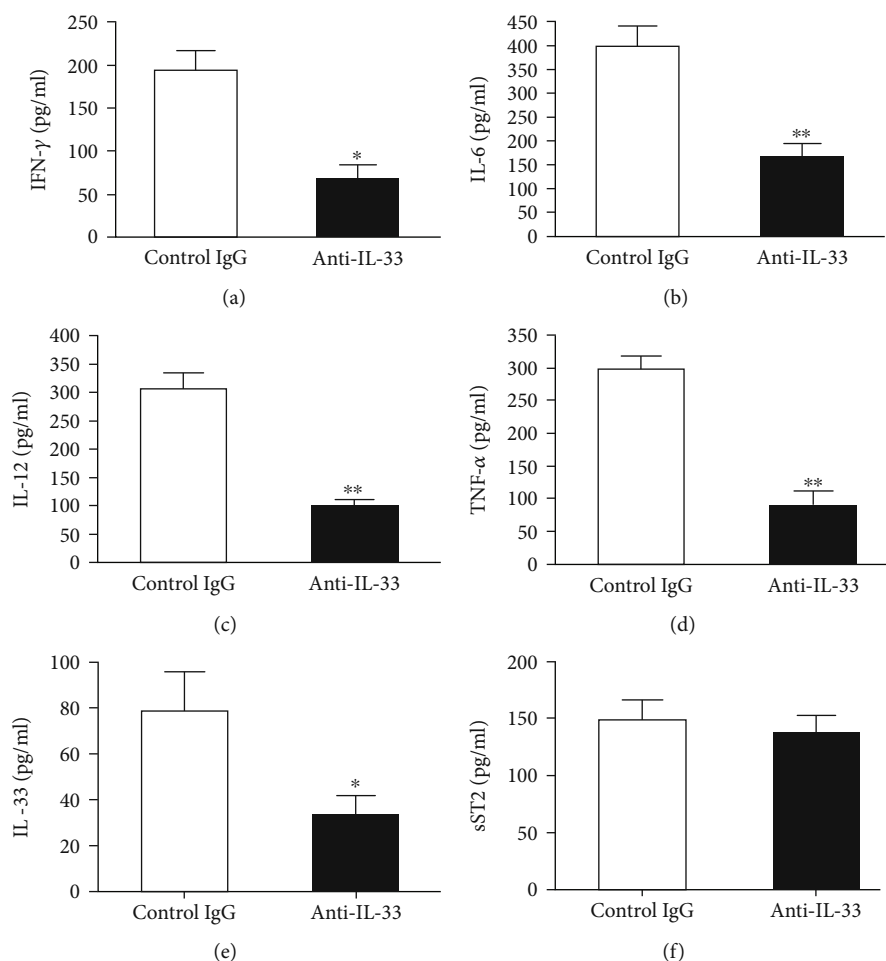 250
200
150
100
50
0
IFN-γ (pg/ml)
*
Control IgG Anti-IL-33
(a)
450
400
350
300
250
200
150
100
50
0
IL-6 (pg/ml)
**
Control IgG Anti-IL-33
(b)
400
350
300
250
200
150
100
50
0
IL-12 (pg/ml)
**
Control IgG Anti-IL-33
(c)
350
300
250
200
150
100
50
0
TNF-α (pg/ml)
**
Control IgG Anti-IL-33
(d)
100
80
60
40
20
0
IL -33 (pg/ml)
*
Control IgG Anti-IL-33
(e)
200
150
100
50
0
sST2 (pg/ml)
Control IgG Anti-IL-33
(f)